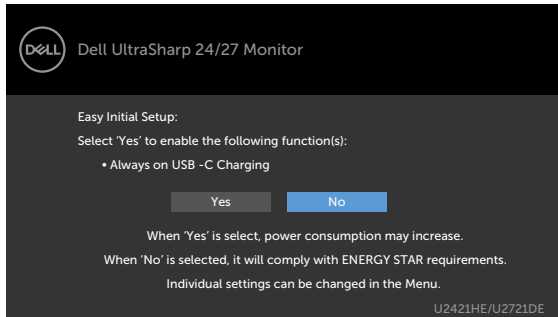 DELL
Dell UltraSharp 24/27 Monitor
Easy Initial Setup:
Select ‘Yes’ to enable the following function(s):
• Always on USB -C Charging
Yes No
When ‘Yes’ is select, power consumption may increase.
When ‘No’ is selected, it will comply with ENERGY STAR requirements.
Individual settings can be changed in the Menu.
U2421HE/U2721DE